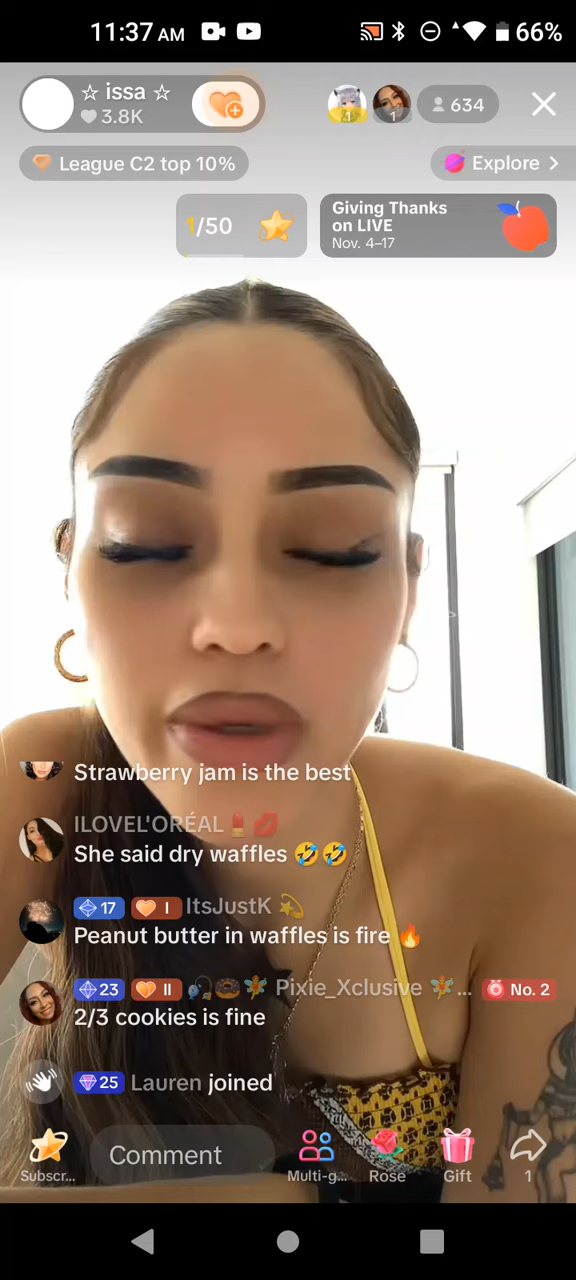 11:37 AM
66%
☆ issa ☆
3.8K
1
1
634
League C2 top 10%
Explore >
1/50
Giving Thanks
on LIVE
Nov. 4–17
Strawberry jam is the best
ILOVEL'ORÉAL 💄💋
She said dry waffles 🤣🤣
17 I ItsJustK 💫
Peanut butter in waffles is fire 🔥
23 II 🎣🍩🧚 Pixie_Xclusive 🧚... No. 2
2/3 cookies is fine
25 Lauren joined
Comment
Subscr... Multi-g... Rose Gift 1